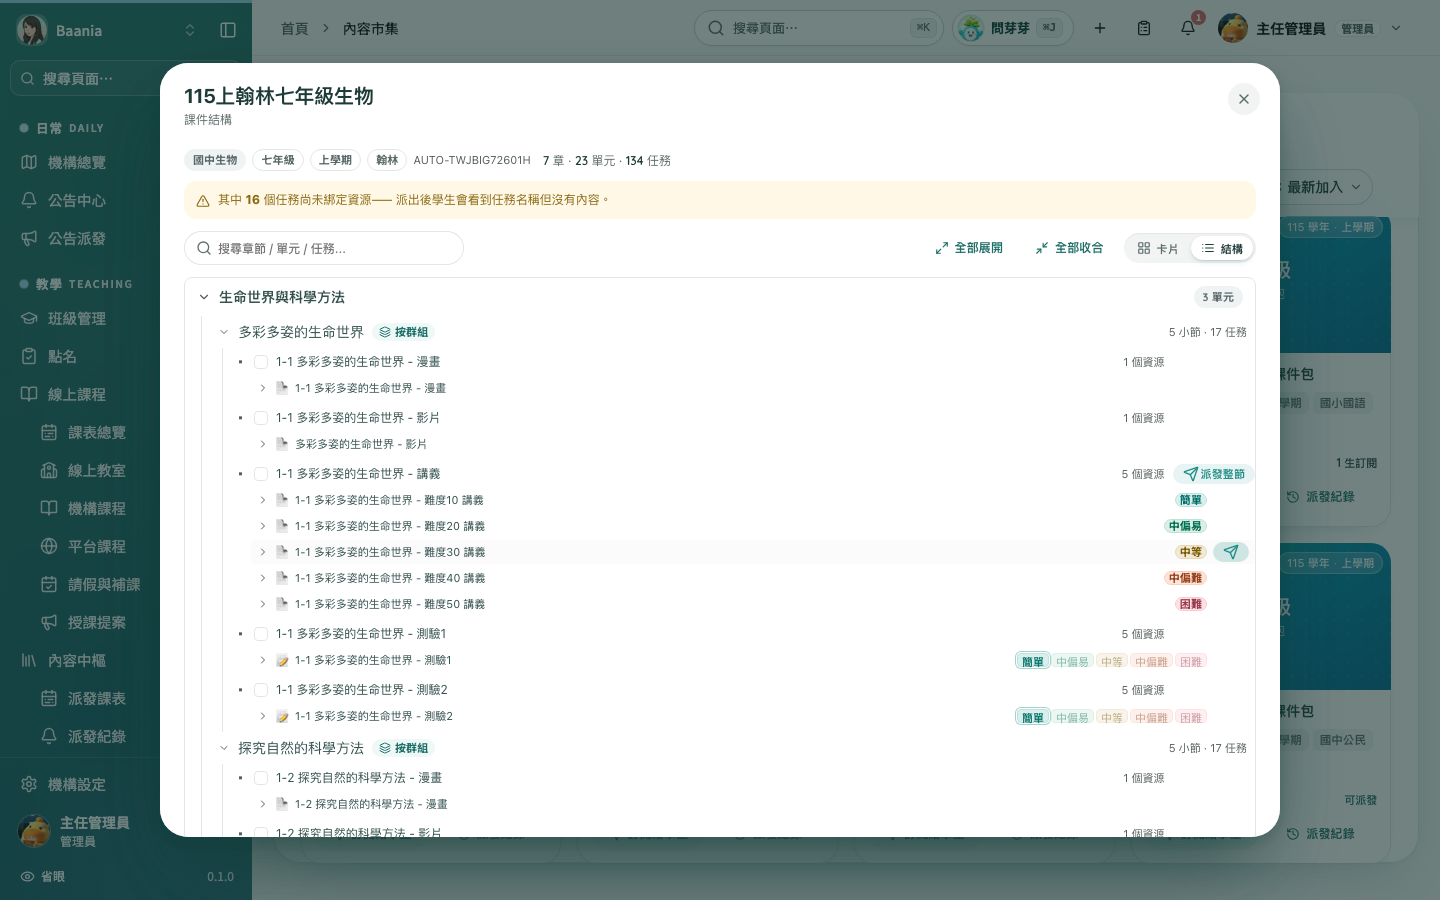 Baania
搜尋頁面…
日常 DAILY
機構總覽
公告中心
公告派發
教學 TEACHING
班級管理
點名
線上課程
課表總覽
線上教室
機構課程
平台課程
請假與補課
授課提案
內容中樞
派發課表
派發紀錄
機構設定
主任管理員
管理員
省眼 0.1.0
首頁 > 內容市集
搜尋頁面… ⌘K
問芽芽 ⌘J
1
主任管理員 管理員
115上翰林七年級生物
課件結構
國中生物 七年級 上學期 翰林 AUTO-TWJBIG72601H 7 章 · 23 單元 · 134 任務
其中 16 個任務尚未綁定資源—— 派出後學生會看到任務名稱但沒有內容。
搜尋章節 / 單元 / 任務...
全部展開 全部收合 卡片 結構
生命世界與科學方法 3 單元
多彩多姿的生命世界 按群組 5 小節 · 17 任務
1-1 多彩多姿的生命世界 - 漫畫 1 個資源
1-1 多彩多姿的生命世界 - 漫畫
1-1 多彩多姿的生命世界 - 影片 1 個資源
多彩多姿的生命世界 - 影片
1-1 多彩多姿的生命世界 - 講義 5 個資源 派發整節
1-1 多彩多姿的生命世界 - 難度10 講義 簡單
1-1 多彩多姿的生命世界 - 難度20 講義 中偏易
1-1 多彩多姿的生命世界 - 難度30 講義 中等
1-1 多彩多姿的生命世界 - 難度40 講義 中偏難
1-1 多彩多姿的生命世界 - 難度50 講義 困難
1-1 多彩多姿的生命世界 - 測驗1 5 個資源
1-1 多彩多姿的生命世界 - 測驗1 簡單 中偏易 中等 中偏難 困難
1-1 多彩多姿的生命世界 - 測驗2 5 個資源
1-1 多彩多姿的生命世界 - 測驗2 簡單 中偏易 中等 中偏難 困難
探究自然的科學方法 按群組 5 小節 · 17 任務
1-2 探究自然的科學方法 - 漫畫 1 個資源
1-2 探究自然的科學方法 - 漫畫
1-2 探究自然的科學方法 - 影片 1 個資源
最新加入
115 學年 · 上學期
課件包
學期 國小國語
1 生訂閱
派發紀錄
115 學年 · 上學期
課件包
學期 國中公民
可派發
派發紀錄